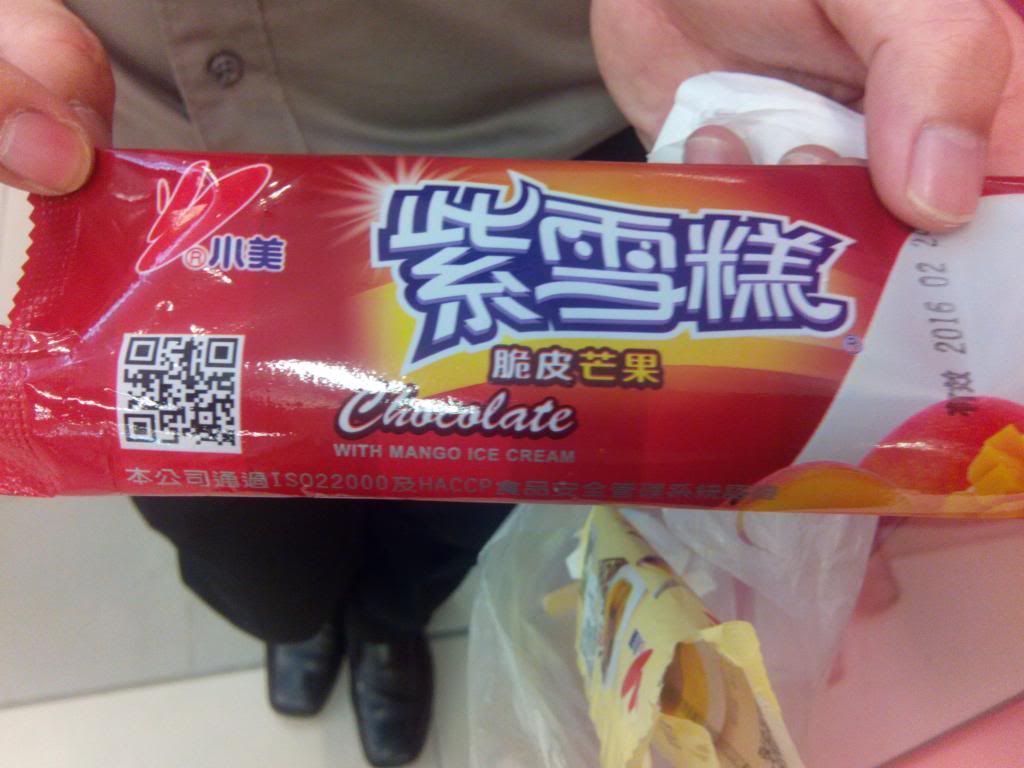 小美
紫雪糕
脆皮芒果
Chocolate
WITH MANGO ICE CREAM
本公司通過ISO22000及HACCP食品安全管理系統
有效 2016 02